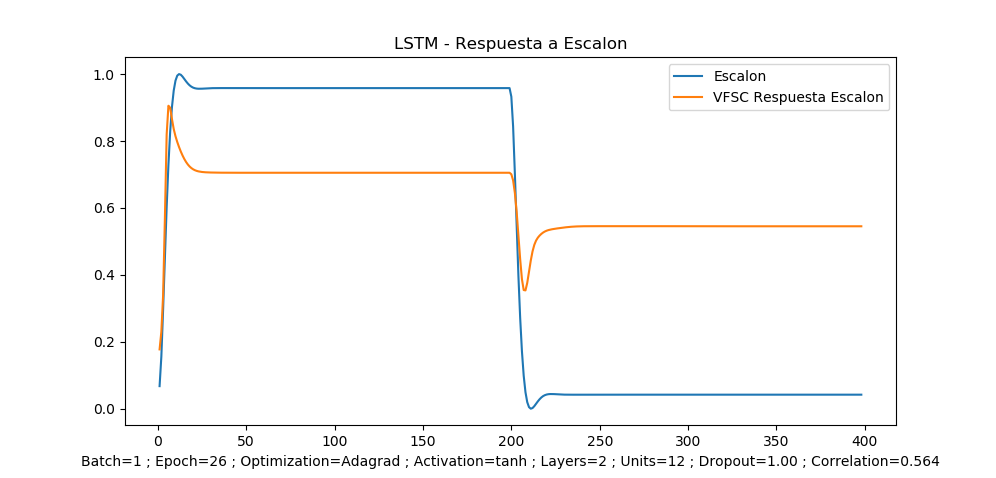 LSTM - Respuesta a Escalon
Escalon
VFSC Respuesta Escalon
1.0
0.8
0.6
0.4
0.2
0.0
0 50 100 150 200 250 300 350 400
Batch=1 ; Epoch=26 ; Optimization=Adagrad ; Activation=tanh ; Layers=2 ; Units=12 ; Dropout=1.00 ; Correlation=0.564